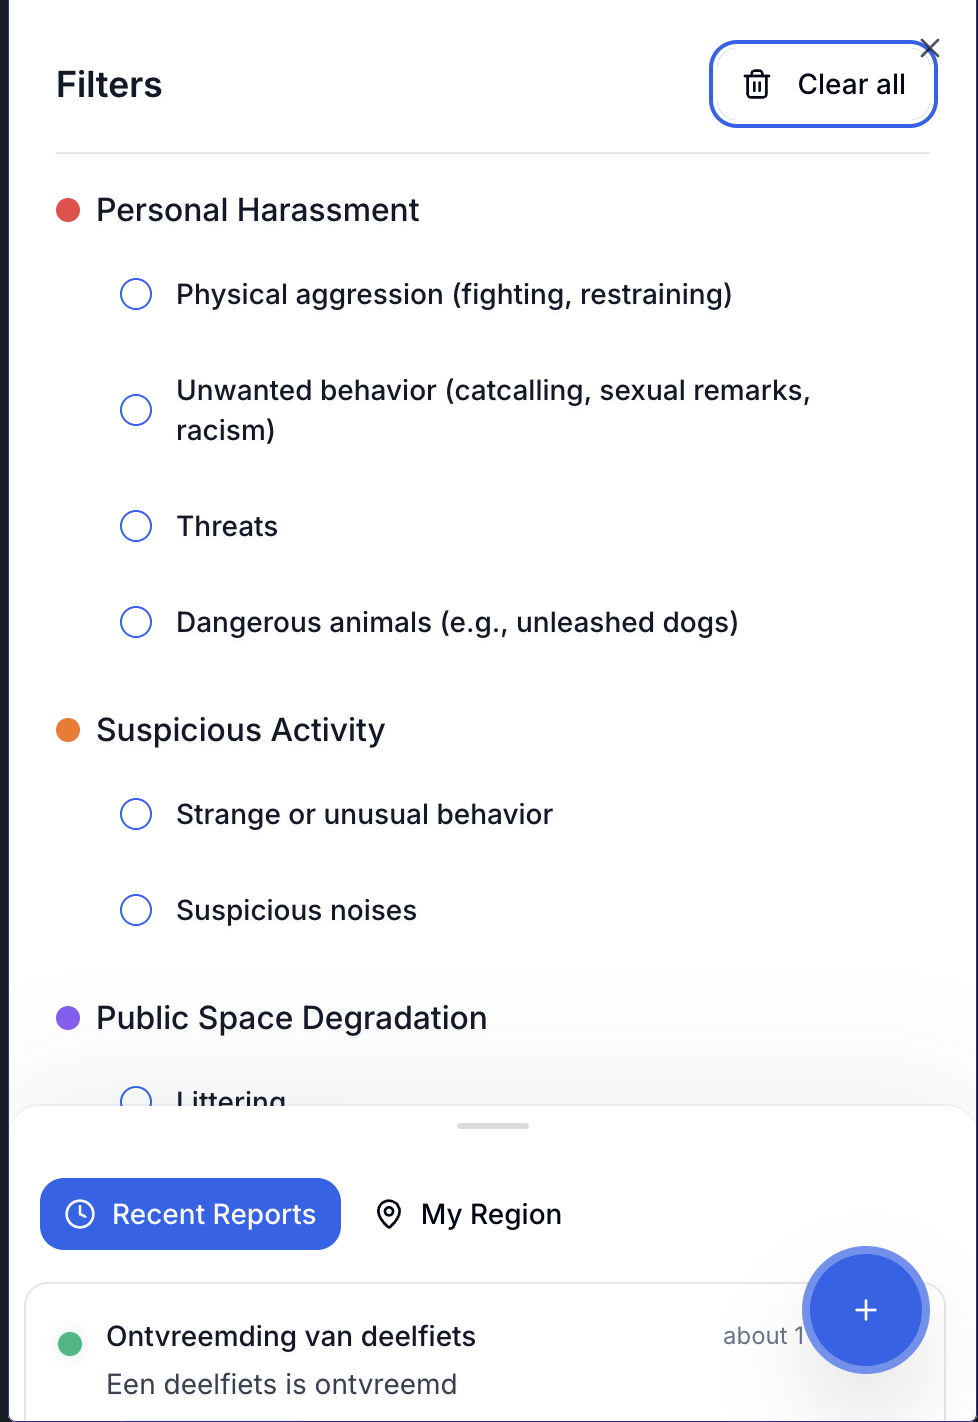 Filters
Clear all
Personal Harassment
Physical aggression (fighting, restraining)
Unwanted behavior (catcalling, sexual remarks,
racism)
Threats
Dangerous animals (e.g., unleashed dogs)
Suspicious Activity
Strange or unusual behavior
Suspicious noises
Public Space Degradation
Littering
Recent Reports
My Region
Ontvreemding van deelfiets
about 1
Een deelfiets is ontvreemd